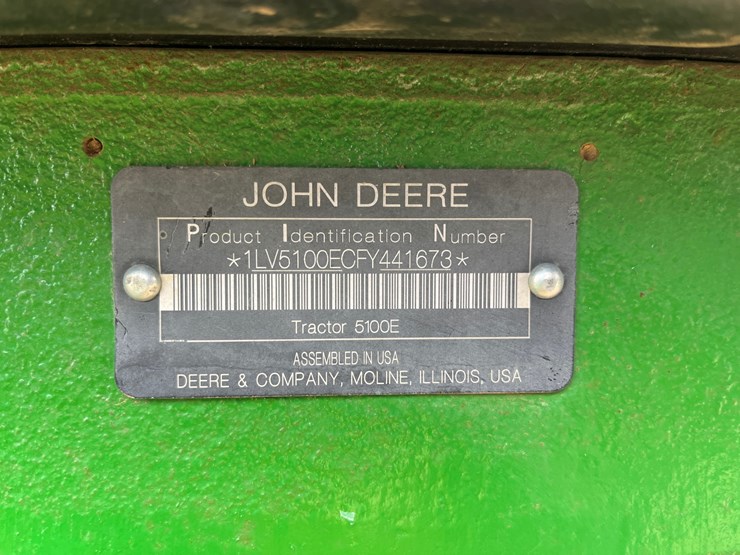 JOHN DEERE
Product Identification Number
*1LV5100ECFY441673*
Tractor 5100E
ASSEMBLED IN USA
DEERE & COMPANY, MOLINE, ILLINOIS, USA